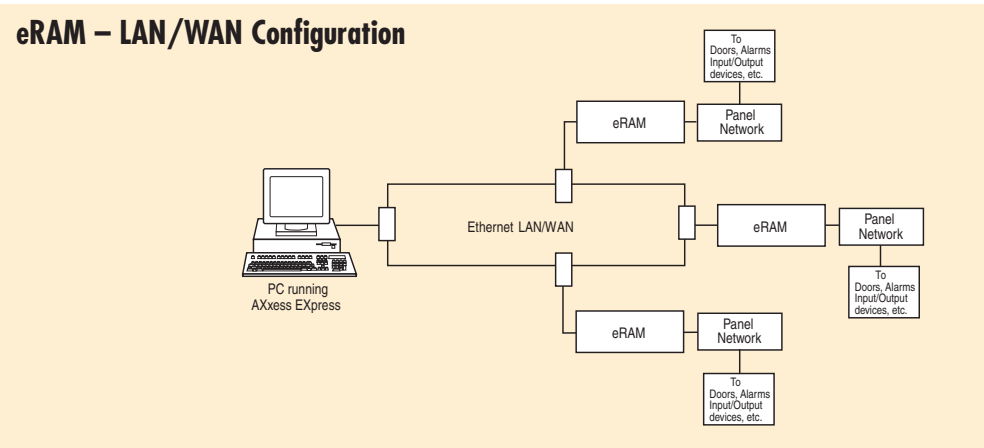 eRAM – LAN/WAN Configuration
To
Doors, Alarms
Input/Output
devices, etc.
eRAM
Panel
Network
Ethernet LAN/WAN
eRAM
Panel
Network
PC running
AXxess EXpress
To
Doors, Alarms
Input/Output
devices, etc.
eRAM
Panel
Network
To
Doors, Alarms
Input/Output
devices, etc.